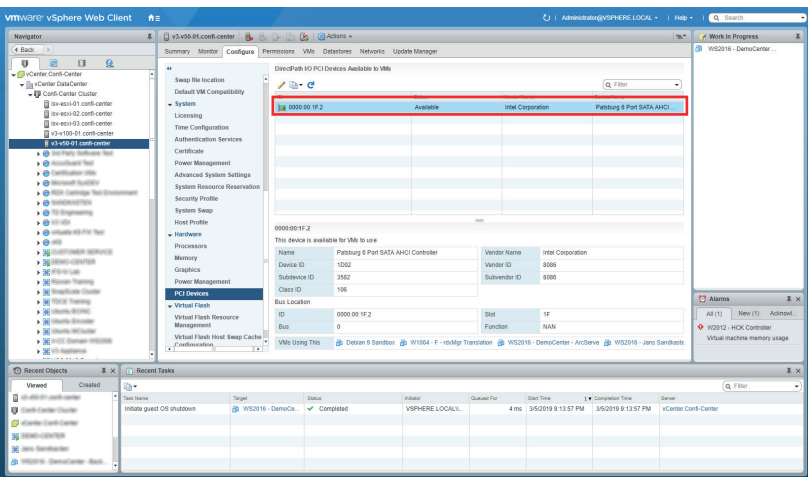 vmware vSphere Web Client
Administrator@VSPHERE.LOCAL
Help
Search
Navigator
Back
vCenter.Confi-Center
vCenter DataCenter
Confi-Center Cluster
isv-esxi-01.confi-center
isv-esxi-02.confi-center
isv-esxi-03.confi-center
v3-v100-01.confi-center
v3-v50-01.confi-center
v3-v50-01.confi-center
Actions
Summary Monitor Configure Permissions VMs Datastores Networks Update Manager
Swap file location
Default VM Compatibility
System
Licensing
Time Configuration
Authentication Services
Certificate
Power Management
Advanced System Settings
System Resource Reservation
Security Profile
System Swap
Host Profile
Hardware
Processors
Memory
Graphics
Power Management
PCI Devices
Virtual Flash
Virtual Flash Resource
Management
Virtual Flash Host Swap Cache
Configuration
DirectPath I/O PCI Devices Available to VMs
Filter
0000:00:1F.2 Available Intel Corporation Patsburg 6 Port SATA AHCI ...
0000:00:1F.2
This device is available for VMs to use
Name Patsburg 6 Port SATA AHCI Controller Vendor Name Intel Corporation
Device ID 1D02 Vendor ID 8086
Subdevice ID 3582 Subvendor ID 8086
Class ID 106
Bus Location
ID 0000:00:1F.2 Slot 1F
Bus 0 Function NAN
VMs Using This Debian 9 Sandbox W1064 - F - rdxMgr Translation WS2016 - DemoCenter - ArcServe WS2016 - Jans Sandkaste
Work In Progress
WS2016 - DemoCenter ...
Alarms
All (1) New (1) Acknowl...
W2012 - HCK Controller
Virtual machine memory usage
Recent Objects
Viewed Created
Recent Tasks
Filter
Task Name Target Status Initiator Queued For Start Time Completion Time Server
Initiate guest OS shutdown WS2016 - DemoCe... Completed VSPHERE.LOCAL\\... 4 ms 3/5/2019 9:13:57 PM 3/5/2019 9:13:57 PM vCenter.Confi-Center